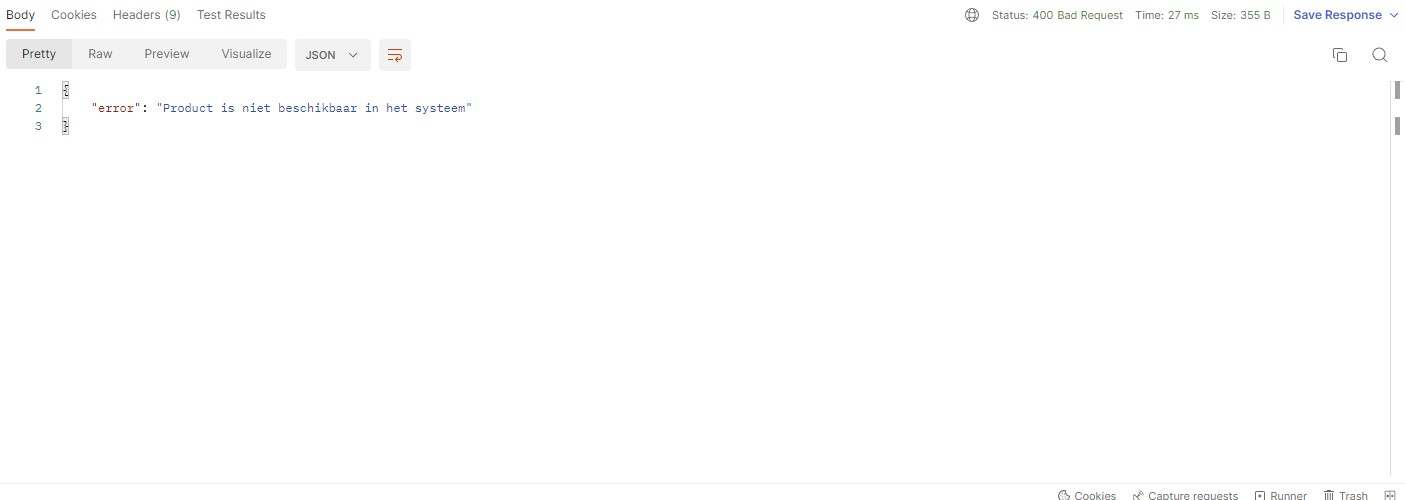 Body Cookies Headers (9) Test Results Status: 400 Bad Request Time: 27 ms Size: 355 B Save Response
Pretty Raw Preview Visualize JSON
1 {
2 "error": "Product is niet beschikbaar in het systeem"
3 }
Cookies Capture requests Runner Trash